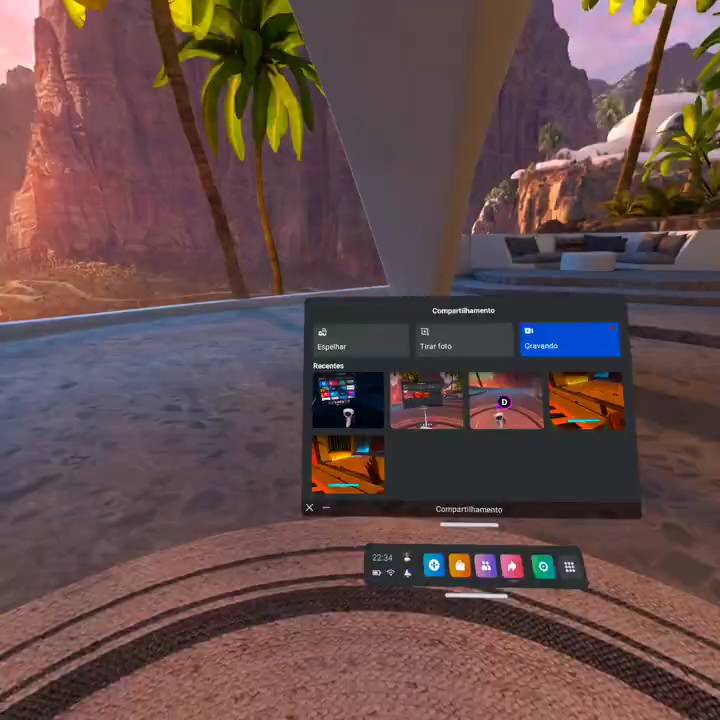 Compartilhamento
Espelhar
Tirar foto
Gravando
Recentes
D
Compartilhamento
22:34